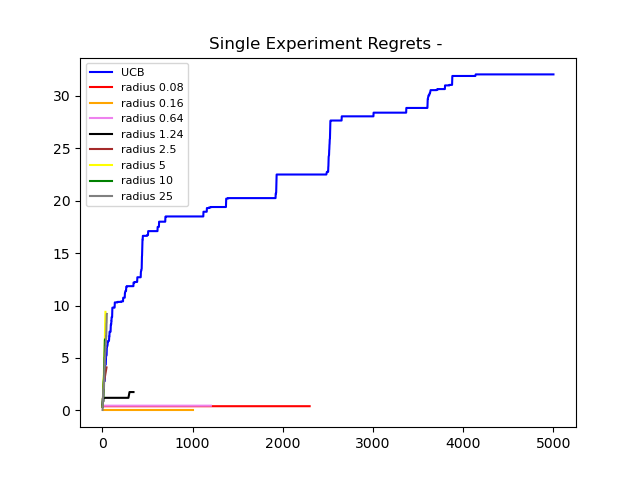 Single Experiment Regrets -
UCB
radius 0.08
radius 0.16
radius 0.64
radius 1.24
radius 2.5
radius 5
radius 10
radius 25
30
25
20
15
10
5
0
0 1000 2000 3000 4000 5000